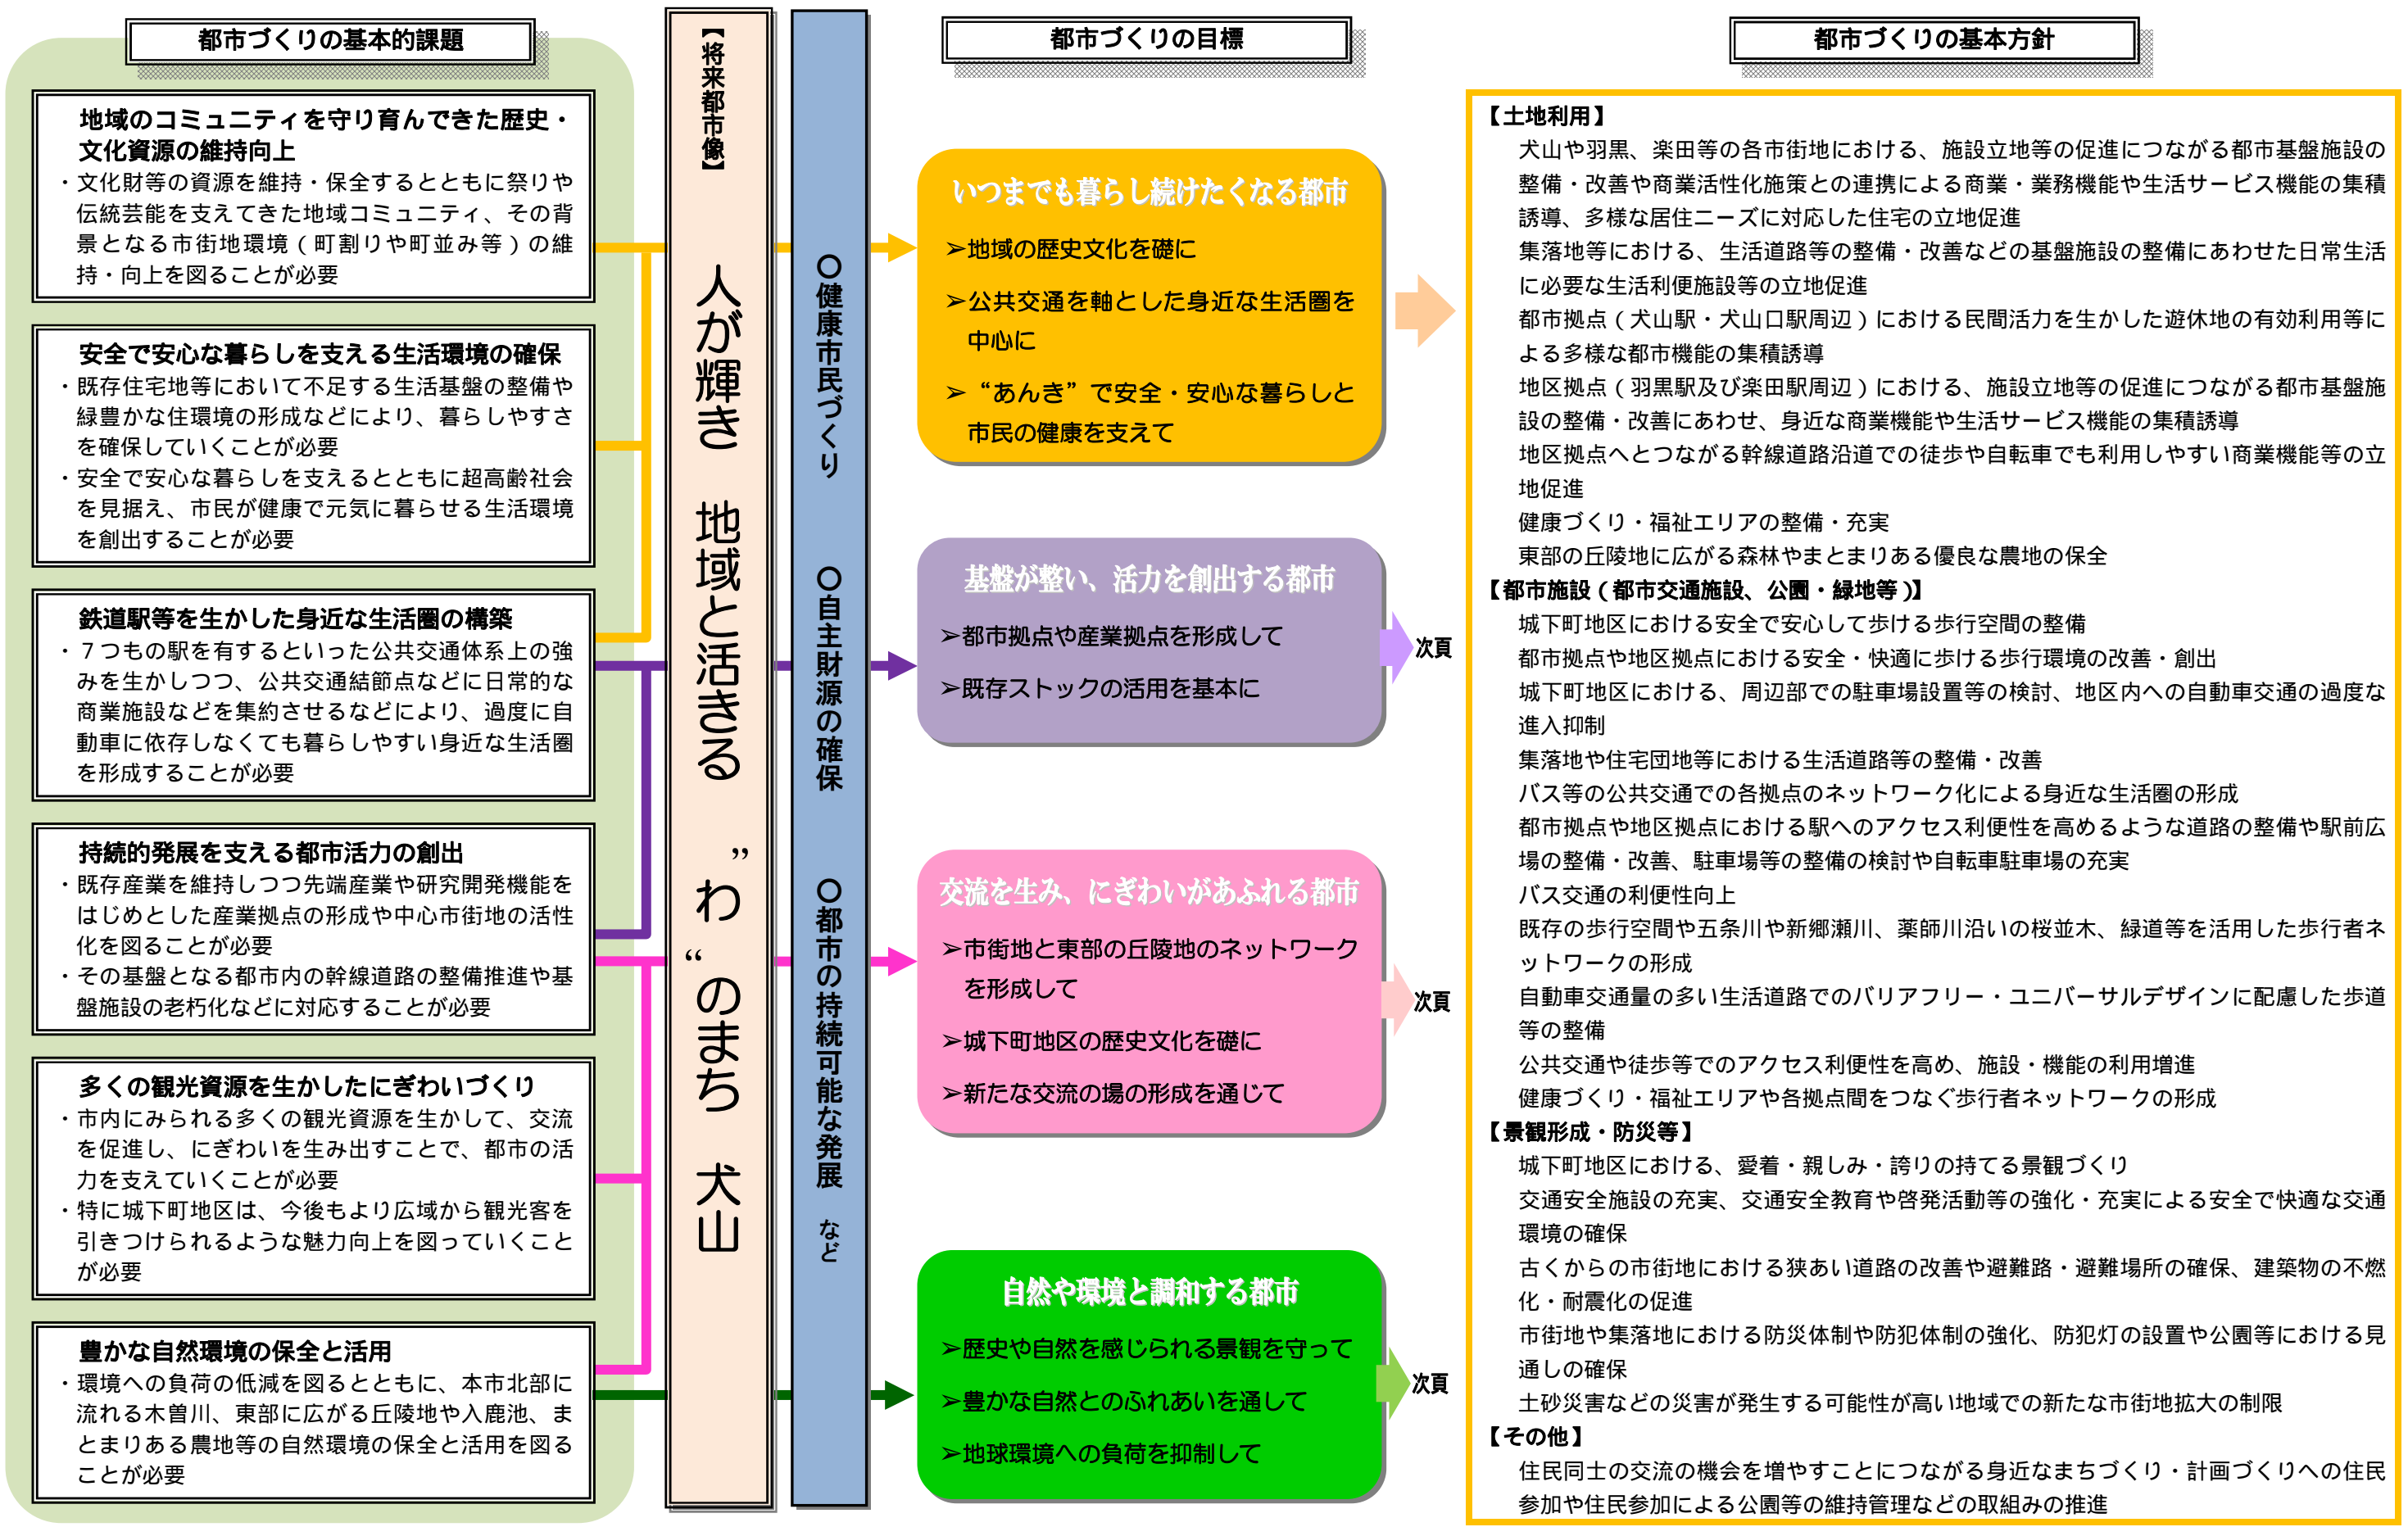 都市づくりの基本的課題
地域のコミュニティを守り育んできた歴史・
文化資源の維持向上
・文化財等の資源を維持・保全するとともに祭りや
伝統芸能を支えてきた地域コミュニティ、その背
景となる市街地環境(町割りや町並み等)の維
持・向上を図ることが必要
安全で安心な暮らしを支える生活環境の確保
・既存住宅地等において不足する生活基盤の整備や
緑豊かな住環境の形成などにより、暮らしやすさ
を確保していくことが必要
・安全で安心な暮らしを支えるとともに超高齢社会
を見据え、市民が健康で元気に暮らせる生活環境
を創出することが必要
鉄道駅等を生かした身近な生活圏の構築
・７つもの駅を有するといった公共交通体系上の強
みを生かしつつ、公共交通結節点などに日常的な
商業施設などを集約させるなどにより、過度に自
動車に依存しなくても暮らしやすい身近な生活圏
を形成することが必要
持続的発展を支える都市活力の創出
・既存産業を維持しつつ先端産業や研究開発機能を
はじめとした産業拠点の形成や中心市街地の活性
化を図ることが必要
・その基盤となる都市内の幹線道路の整備推進や基
盤施設の老朽化などに対応することが必要
多くの観光資源を生かしたにぎわいづくり
・市内にみられる多くの観光資源を生かして、交流
を促進し、にぎわいを生み出すことで、都市の活
力を支えていくことが必要
・特に城下町地区は、今後もより広域から観光客を
引きつけられるような魅力向上を図っていくこと
が必要
豊かな自然環境の保全と活用
・環境への負荷の低減を図るとともに、本市北部に
流れる木曽川、東部に広がる丘陵地や入鹿池、ま
とまりある農地等の自然環境の保全と活用を図る
ことが必要
【将来都市像】
人が輝き 地域と活きる ”わ“のまち 犬山
○健康市民づくり ○自主財源の確保 ○都市の持続可能な発展 など
都市づくりの目標
いつまでも暮らし続けたくなる都市
➢地域の歴史文化を礎に
➢公共交通を軸とした身近な生活圏を
中心に
➢“あんき”で安全・安心な暮らしと
市民の健康を支えて
基盤が整い、活力を創出する都市
➢都市拠点や産業拠点を形成して
➢既存ストックの活用を基本に
次頁
交流を生み、にぎわいがあふれる都市
➢市街地と東部の丘陵地のネットワーク
を形成して
➢城下町地区の歴史文化を礎に
➢新たな交流の場の形成を通じて
次頁
自然や環境と調和する都市
➢歴史や自然を感じられる景観を守って
➢豊かな自然とのふれあいを通して
➢地球環境への負荷を抑制して
次頁
都市づくりの基本方針
【土地利用】
犬山や羽黒、楽田等の各市街地における、施設立地等の促進につながる都市基盤施設の
整備・改善や商業活性化施策との連携による商業・業務機能や生活サービス機能の集積
誘導、多様な居住ニーズに対応した住宅の立地促進
集落地等における、生活道路等の整備・改善などの基盤施設の整備にあわせた日常生活
に必要な生活利便施設等の立地促進
都市拠点(犬山駅・犬山口駅周辺)における民間活力を生かした遊休地の有効利用等に
よる多様な都市機能の集積誘導
地区拠点(羽黒駅及び楽田駅周辺)における、施設立地等の促進につながる都市基盤施
設の整備・改善にあわせ、身近な商業機能や生活サービス機能の集積誘導
地区拠点へとつながる幹線道路沿道での徒歩や自転車でも利用しやすい商業機能等の立
地促進
健康づくり・福祉エリアの整備・充実
東部の丘陵地に広がる森林やまとまりある優良な農地の保全
【都市施設(都市交通施設、公園・緑地等)】
城下町地区における安全で安心して歩ける歩行空間の整備
都市拠点や地区拠点における安全・快適に歩ける歩行環境の改善・創出
城下町地区における、周辺部での駐車場設置等の検討、地区内への自動車交通の過度な
進入抑制
集落地や住宅団地等における生活道路等の整備・改善
バス等の公共交通での各拠点のネットワーク化による身近な生活圏の形成
都市拠点や地区拠点における駅へのアクセス利便性を高めるような道路の整備や駅前広
場の整備・改善、駐車場等の整備の検討や自転車駐車場の充実
バス交通の利便性向上
既存の歩行空間や五条川や新郷瀬川、薬師川沿いの桜並木、緑道等を活用した歩行者ネ
ットワークの形成
自動車交通量の多い生活道路でのバリアフリー・ユニバーサルデザインに配慮した歩道
等の整備
公共交通や徒歩等でのアクセス利便性を高め、施設・機能の利用増進
健康づくり・福祉エリアや各拠点間をつなぐ歩行者ネットワークの形成
【景観形成・防災等】
城下町地区における、愛着・親しみ・誇りの持てる景観づくり
交通安全施設の充実、交通安全教育や啓発活動等の強化・充実による安全で快適な交通
環境の確保
古くからの市街地における狭あい道路の改善や避難路・避難場所の確保、建築物の不燃
化・耐震化の促進
市街地や集落地における防災体制や防犯体制の強化、防犯灯の設置や公園等における見
通しの確保
土砂災害などの災害が発生する可能性が高い地域での新たな市街地拡大の制限
【その他】
住民同士の交流の機会を増やすことにつながる身近なまちづくり・計画づくりへの住民
参加や住民参加による公園等の維持管理などの取組みの推進